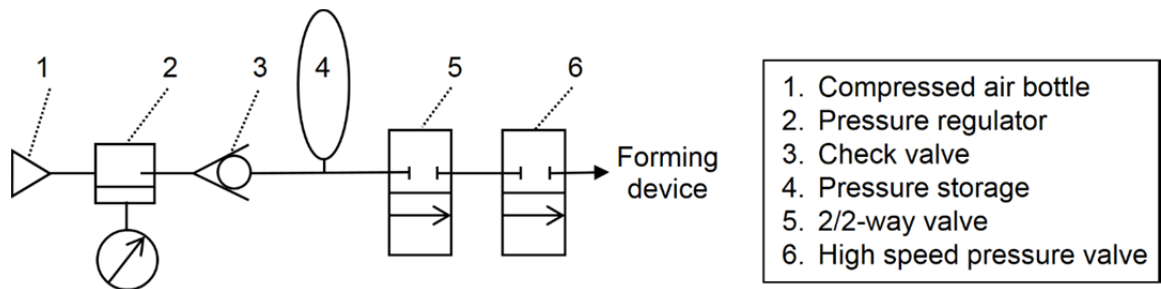 1 2 3 4 5 6
Forming
device
1. Compressed air bottle
2. Pressure regulator
3. Check valve
4. Pressure storage
5. 2/2-way valve
6. High speed pressure valve